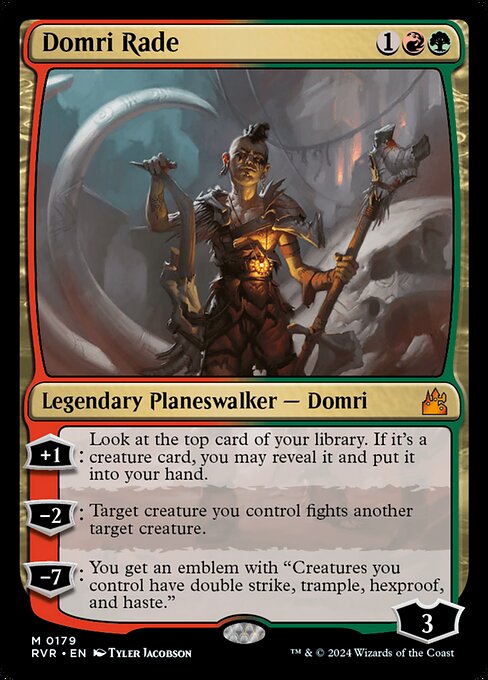 Domri Rade 1
Legendary Planeswalker — Domri
+1: Look at the top card of your library. If it's a
creature card, you may reveal it and put it
into your hand.
−2: Target creature you control fights another
target creature.
−7: You get an emblem with “Creatures you
control have double strike, trample, hexproof,
and haste.”
3
M 0179
RVR • EN Tyler Jacobson ™ & © 2024 Wizards of the Coast